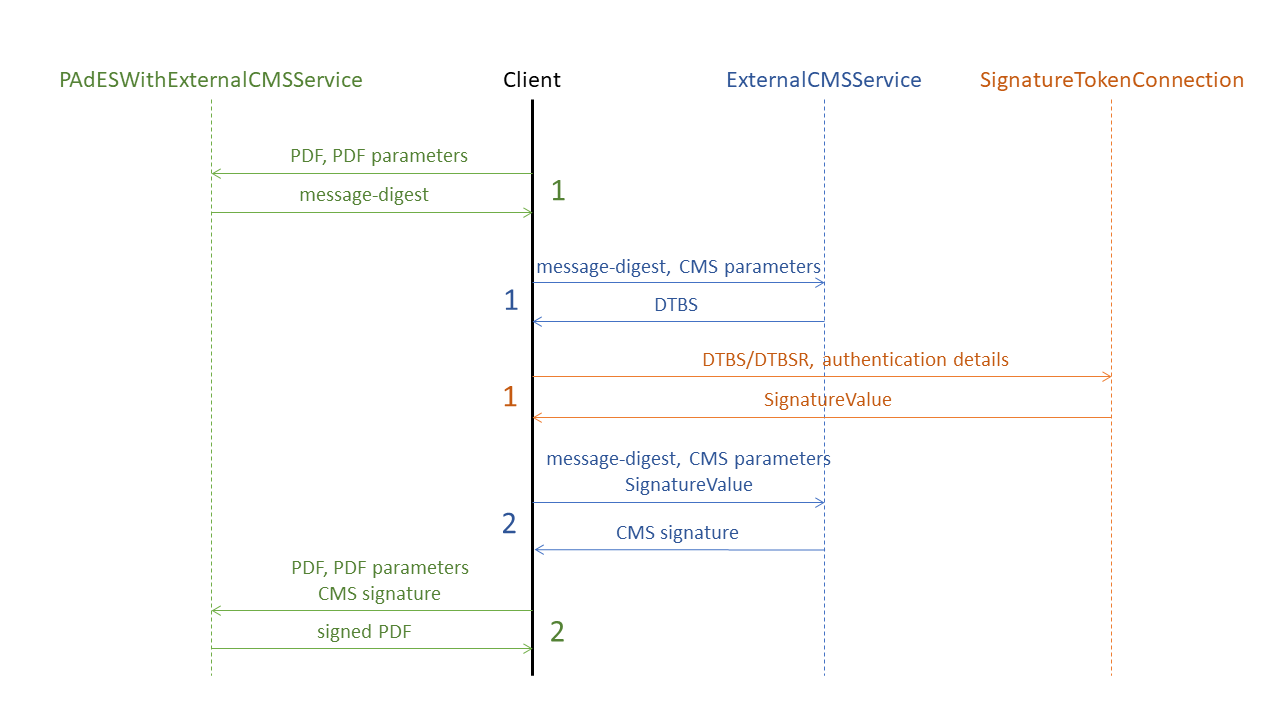 PAdESWithExternalCMSService
Client
ExternalCMSService
SignatureTokenConnection
PDF, PDF parameters
message-digest
1
message-digest, CMS parameters
1
DTBS
DTBS/DTBSR, authentication details
1
SignatureValue
message-digest, CMS parameters
SignatureValue
2
CMS signature
PDF, PDF parameters
CMS signature
signed PDF
2